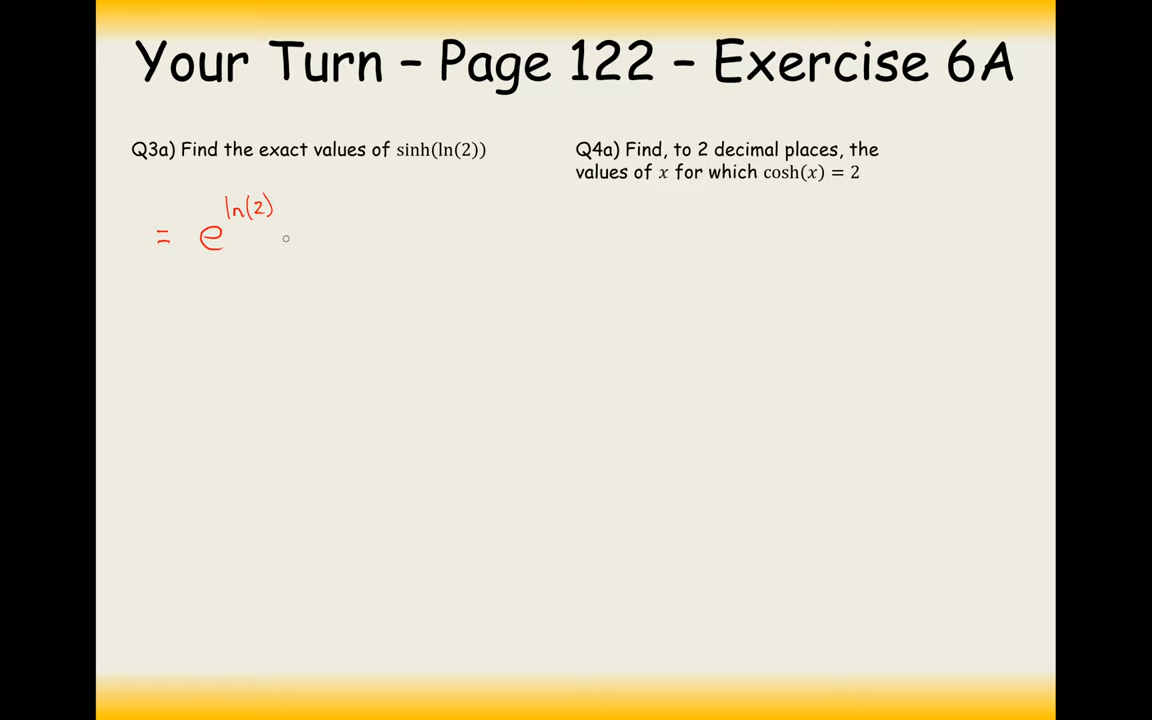 Your Turn – Page 122 – Exercise 6A
Q3a) Find the exact values of sinh(ln(2))
= e^ln(2)
Q4a) Find, to 2 decimal places, the
values of x for which cosh(x) = 2